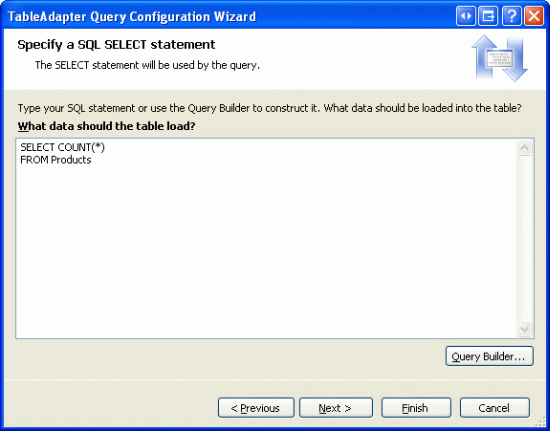 TableAdapter Query Configuration Wizard
Specify a SQL SELECT statement
The SELECT statement will be used by the query.
Type your SQL statement or use the Query Builder to construct it. What data should be loaded into the table?
What data should the table load?
SELECT COUNT(*)
FROM Products
Query Builder...
< Previous
Next >
Finish
Cancel